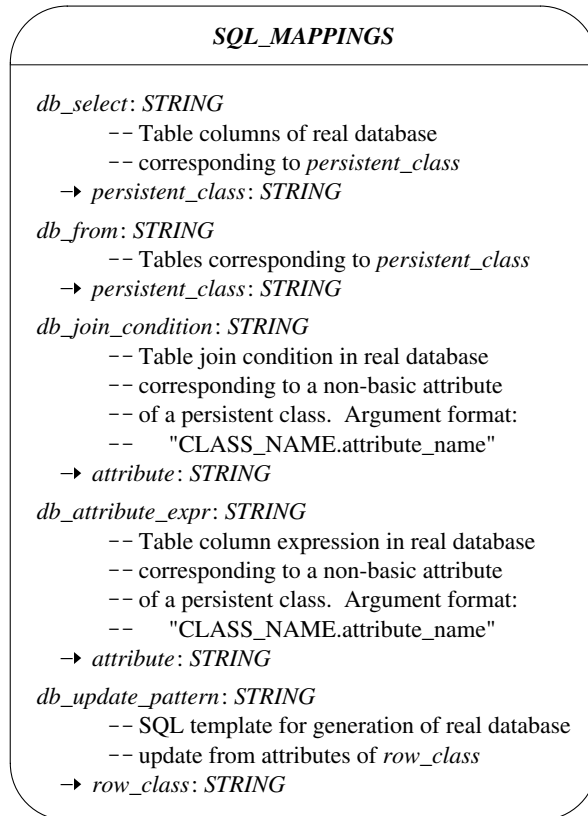 SQL_MAPPINGS
db_select: STRING
-- Table columns of real database
-- corresponding to persistent_class
→ persistent_class: STRING
db_from: STRING
-- Tables corresponding to persistent_class
→ persistent_class: STRING
db_join_condition: STRING
-- Table join condition in real database
-- corresponding to a non-basic attribute
-- of a persistent class. Argument format:
-- "CLASS_NAME.attribute_name"
→ attribute: STRING
db_attribute_expr: STRING
-- Table column expression in real database
-- corresponding to a non-basic attribute
-- of a persistent class. Argument format:
-- "CLASS_NAME.attribute_name"
→ attribute: STRING
db_update_pattern: STRING
-- SQL template for generation of real database
-- update from attributes of row_class
→ row_class: STRING